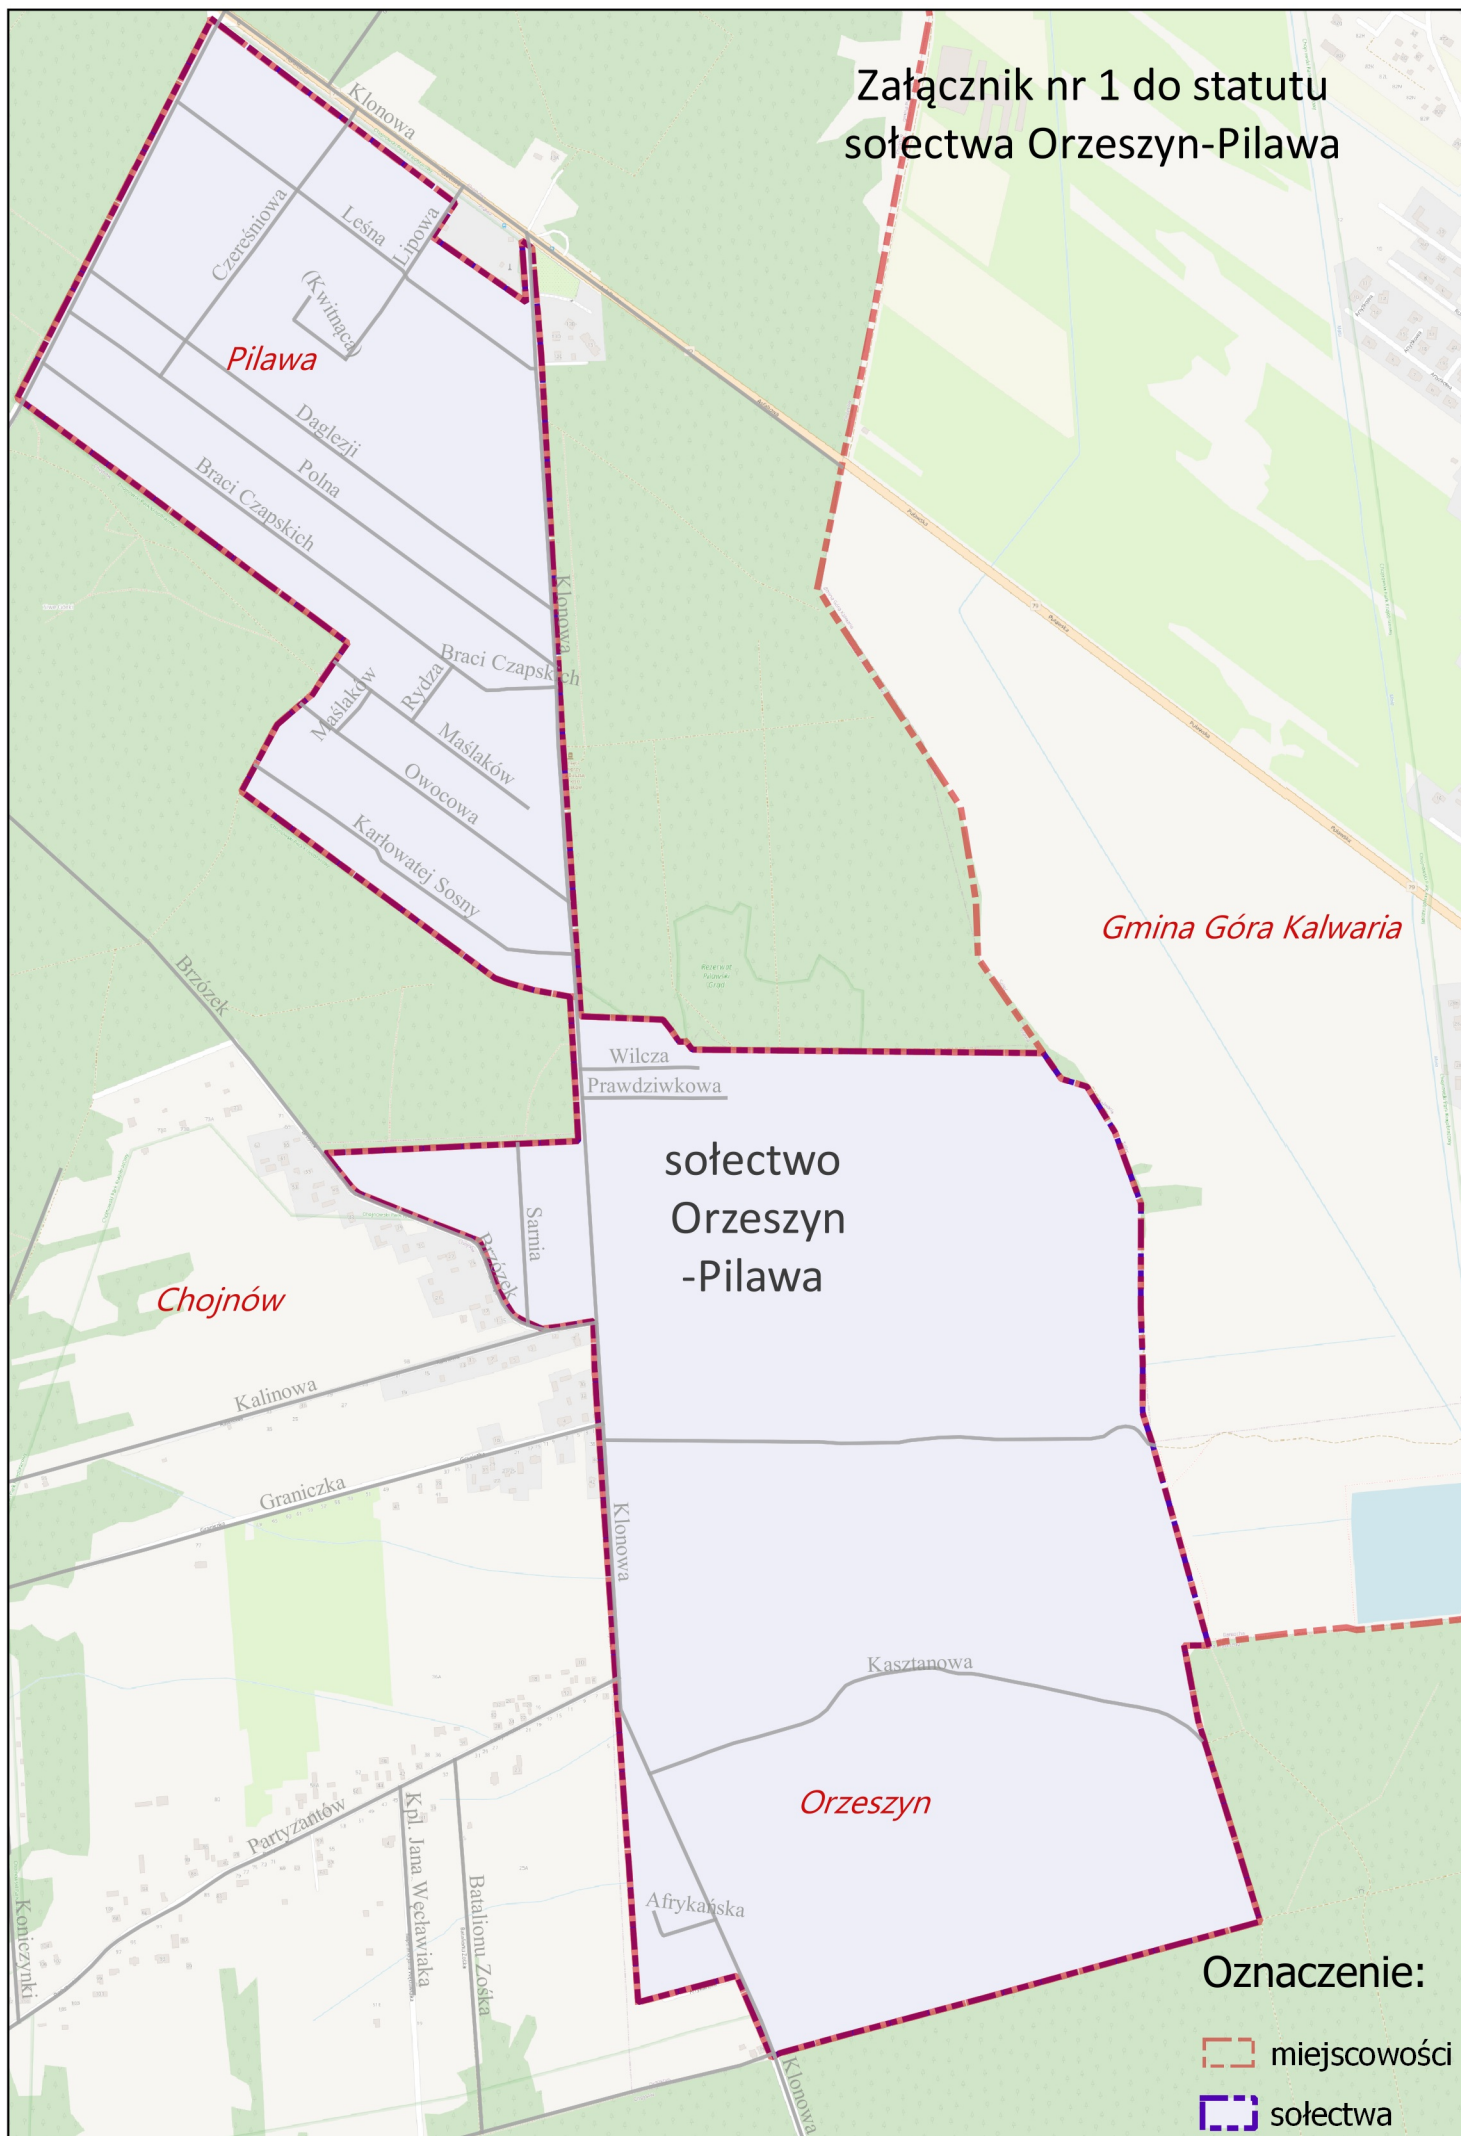 Załącznik nr 1 do statutu
sołectwa Orzeszyn-Pilawa
Klonowa
Czereśniowa
Leśna
Lipowa
(Kwitnąca)
Pilawa
Daglezji
Polna
Braci Czapskich
Klonowa
Braci Czapskich
Rydza
Maślaków
Maślaków
Owocowa
Karłowatej Sosny
Gmina Góra Kalwaria
Brzózek
Rezerwat
Wilcza
Prawdziwkowa
sołectwo
Orzeszyn
-Pilawa
Sarnia
Brzózek
Chojnów
Kalinowa
Graniczka
Klonowa
Kasztanowa
Orzeszyn
Partyzantów
Kpl. Jana Węcławiaka
Batalionu Zośka
Koniczynki
Afrykańska
Klonowa
Oznaczenie:
miejscowości
sołectwa